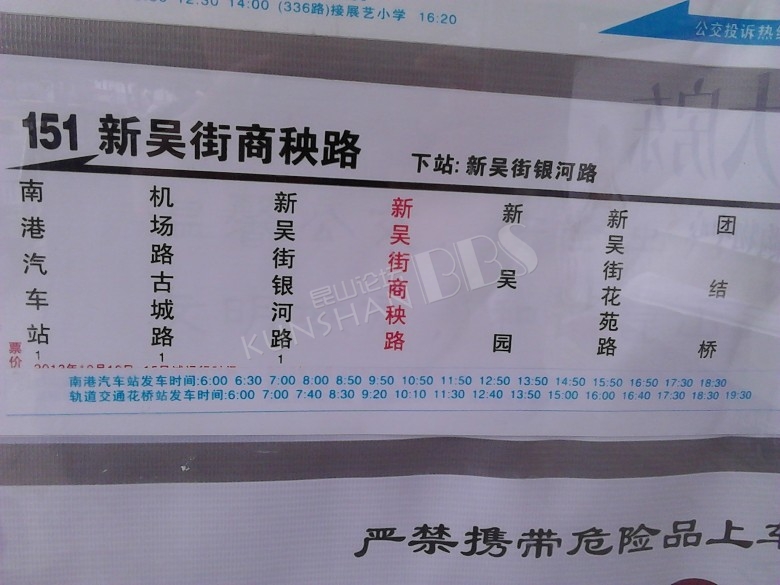 12:30 14:00 (336路)接展艺小学 16:20
公交投诉热线
151 新吴街商秧路
下站: 新吴街银河路
南港汽车站
机场路古城路
新吴街银河路
新吴街商秧路
新吴园
新吴街花苑路
团结桥
1
1
1
票价
南港汽车站发车时间:6:00 6:30 7:00 8:00 8:50 9:50 10:50 11:50 12:50 13:50 14:50 15:50 16:50 17:30 18:30
轨道交通花桥站发车时间:6:00 7:00 7:40 8:30 9:20 10:10 11:30 12:40 13:50 15:00 16:00 16:40 17:30 18:30 19:30
严禁携带危险品上车
昆山论坛
KUNSHAN BBS